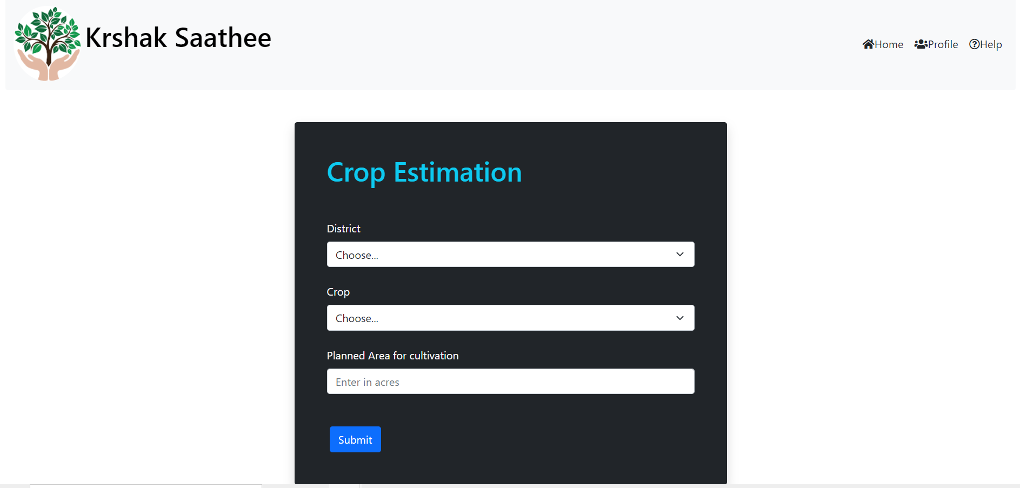 Krshak Saathee
Home Profile Help
Crop Estimation
District
Choose...
Crop
Choose...
Planned Area for cultivation
Enter in acres
Submit